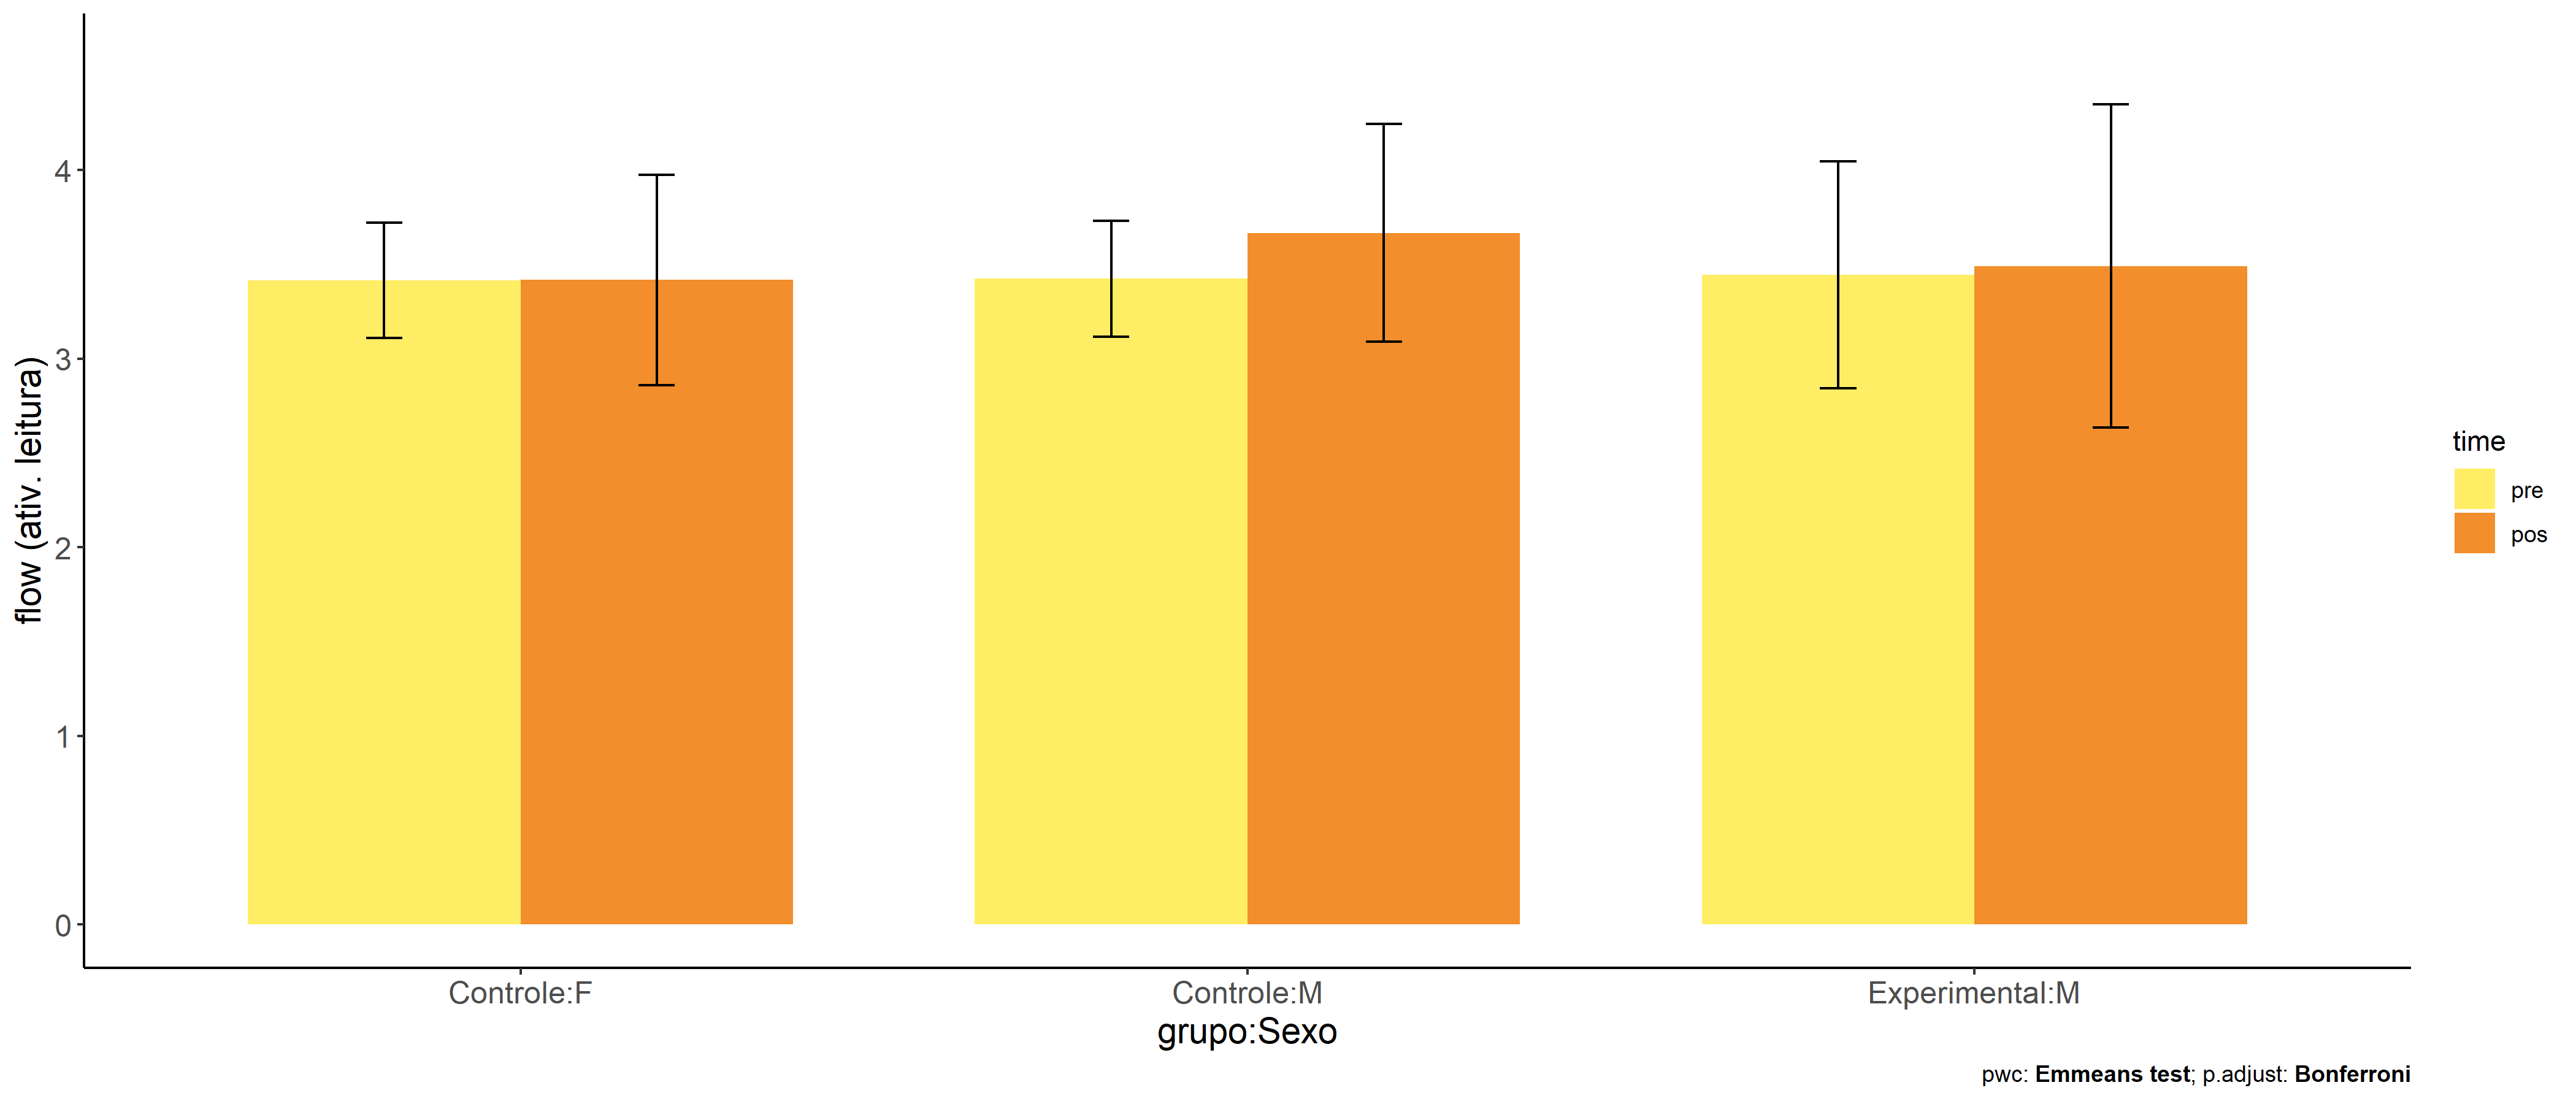 flow (ativ. leitura)
4
3
2
1
0
Controle:F
Controle:M
Experimental:M
grupo:Sexo
time
pre
pos
pwc: Emmeans test; p.adjust: Bonferroni